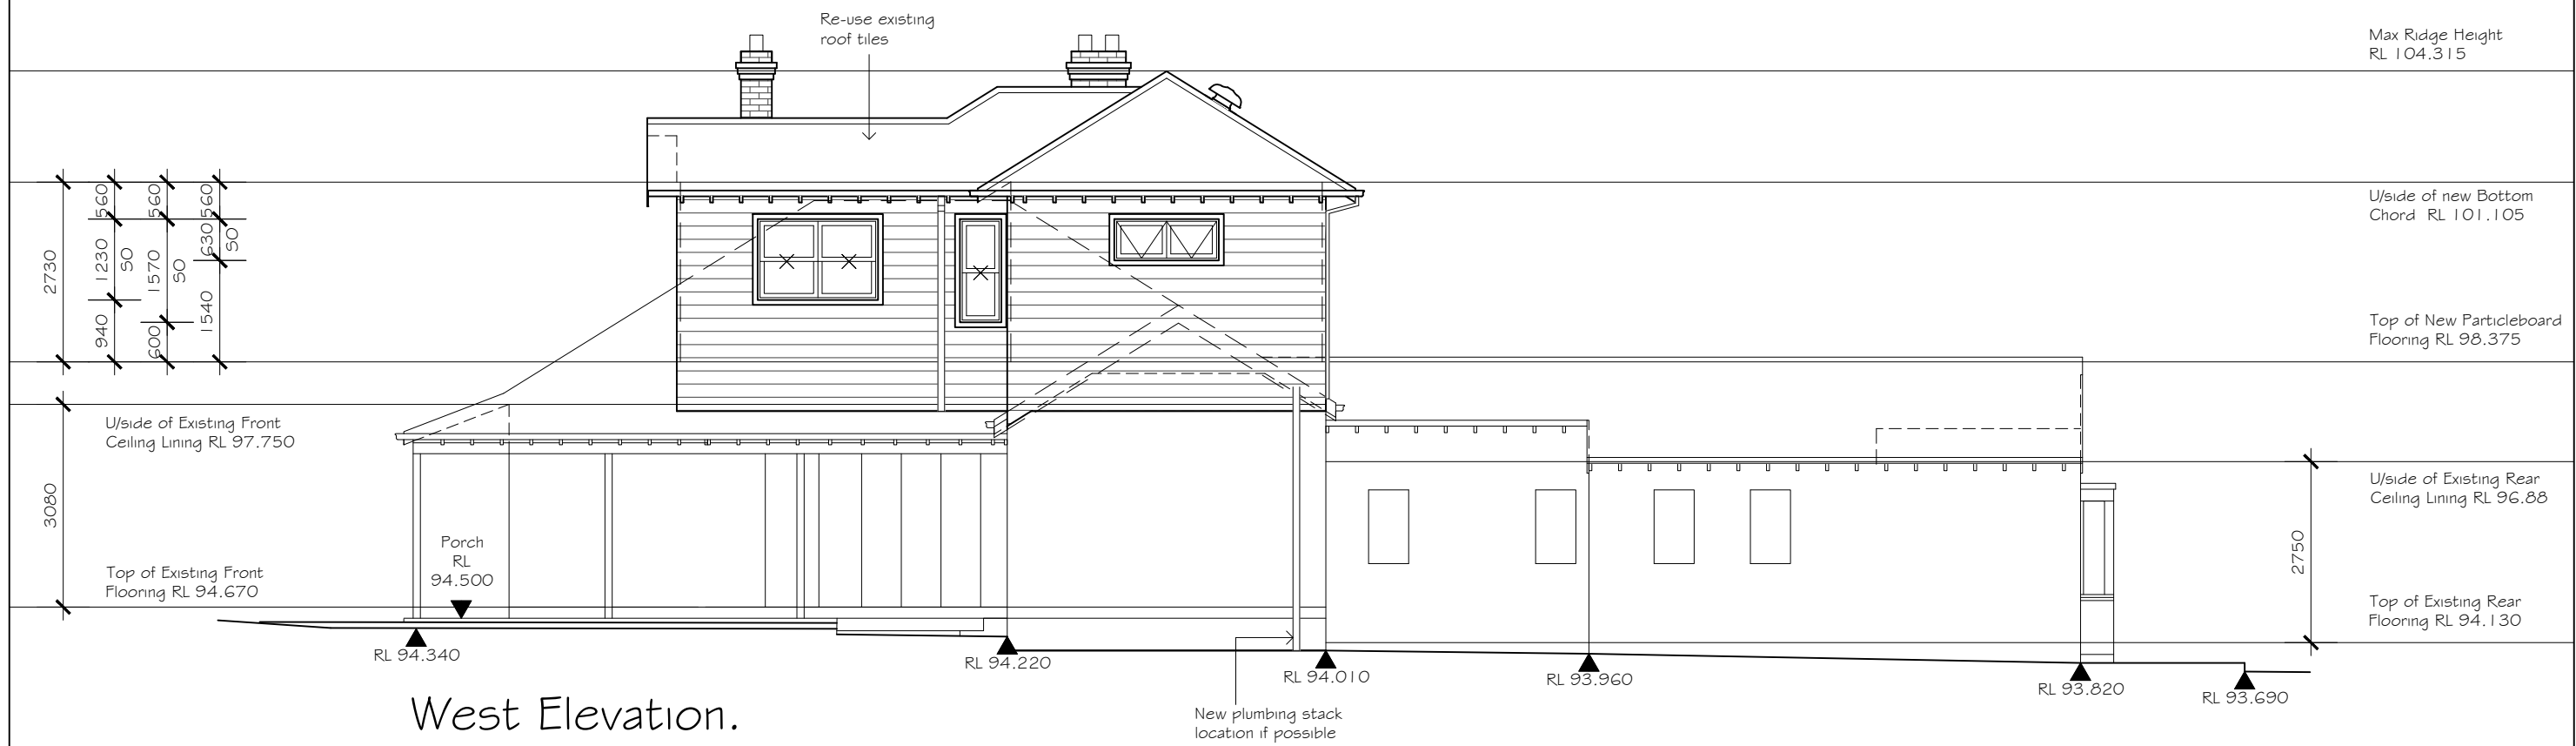 Re-use existing
roof tiles
Max Ridge Height
RL 104.315
560
560
560
2730
1230
SO
1570
SO
630
SO
940
600
1540
U/side of new Bottom
Chord RL 101.105
Top of New Particleboard
Flooring RL 98.375
U/side of Existing Front
Ceiling Lining RL 97.750
3080
Top of Existing Front
Flooring RL 94.670
Porch
RL
94.500
U/side of Existing Rear
Ceiling Lining RL 96.88
2750
Top of Existing Rear
Flooring RL 94.130
RL 94.340
RL 94.220
RL 94.010
RL 93.960
RL 93.820
RL 93.690
West Elevation.
New plumbing stack
location if possible